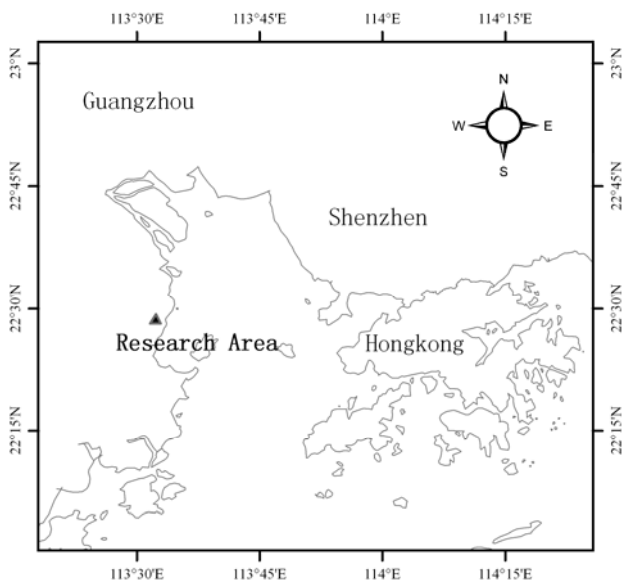 113°30'E 113°45'E 114°E 114°15'E
23°N 23°N
Guangzhou
N
W E
S
22°45'N 22°45'N
Shenzhen
22°30'N 22°30'N
Research Area Hongkong
22°15'N 22°15'N
113°30'E 113°45'E 114°E 114°15'E